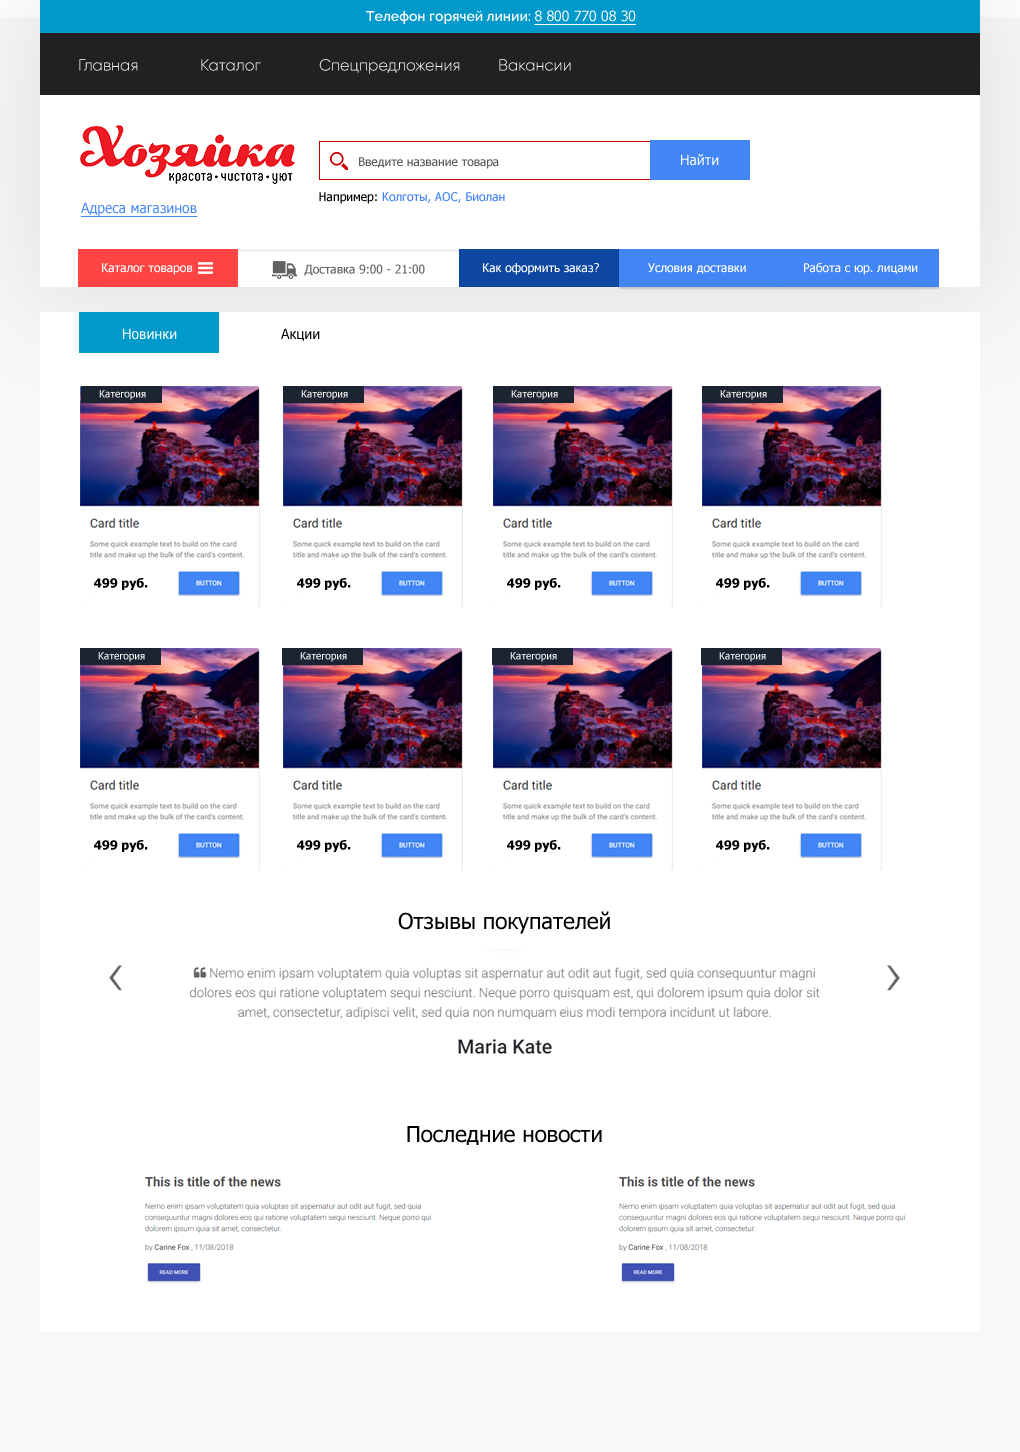 Телефон горячей линии: 8 800 770 08 30
Главная Каталог Спецпредложения Вакансии
Хозяйка
красота • чистота • уют
Введите название товара Найти
Например: Колготы, АОС, Биолан
Адреса магазинов
Каталог товаров Доставка 9:00 - 21:00 Как оформить заказ? Условия доставки Работа с юр. лицами
Новинки Акции
Категория Категория Категория Категория
Card title Card title Card title Card title
Some quick example text to build on the card Some quick example text to build on the card Some quick example text to build on the card Some quick example text to build on the card
title and make up the bulk of the card's content. title and make up the bulk of the card's content. title and make up the bulk of the card's content. title and make up the bulk of the card's content.
499 руб. BUTTON 499 руб. BUTTON 499 руб. BUTTON 499 руб. BUTTON
Категория Категория Категория Категория
Card title Card title Card title Card title
Some quick example text to build on the card Some quick example text to build on the card Some quick example text to build on the card Some quick example text to build on the card
title and make up the bulk of the card's content. title and make up the bulk of the card's content. title and make up the bulk of the card's content. title and make up the bulk of the card's content.
499 руб. BUTTON 499 руб. BUTTON 499 руб. BUTTON 499 руб. BUTTON
Отзывы покупателей
“ Nemo enim ipsam voluptatem quia voluptas sit aspernatur aut odit aut fugit, sed quia consequuntur magni
dolores eos qui ratione voluptatem sequi nesciunt. Neque porro quisquam est, qui dolorem ipsum quia dolor sit
amet, consectetur, adipisci velit, sed quia non numquam eius modi tempora incidunt ut labore.
Maria Kate
Последние новости
This is title of the news
Nemo enim ipsam voluptatem quia voluptas sit aspernatur aut odit aut fugit, sed quia
consequuntur magni dolores eos qui ratione voluptatem sequi nesciunt. Neque porro qui
dolorem ipsum quia sit amet, consectetur.
by Carine Fox , 11/08/2018
READ MORE
This is title of the news
Nemo enim ipsam voluptatem quia voluptas sit aspernatur aut odit aut fugit, sed quia
consequuntur magni dolores eos qui ratione voluptatem sequi nesciunt. Neque porro qui
dolorem ipsum quia sit amet, consectetur.
by Carine Fox , 11/08/2018
READ MORE